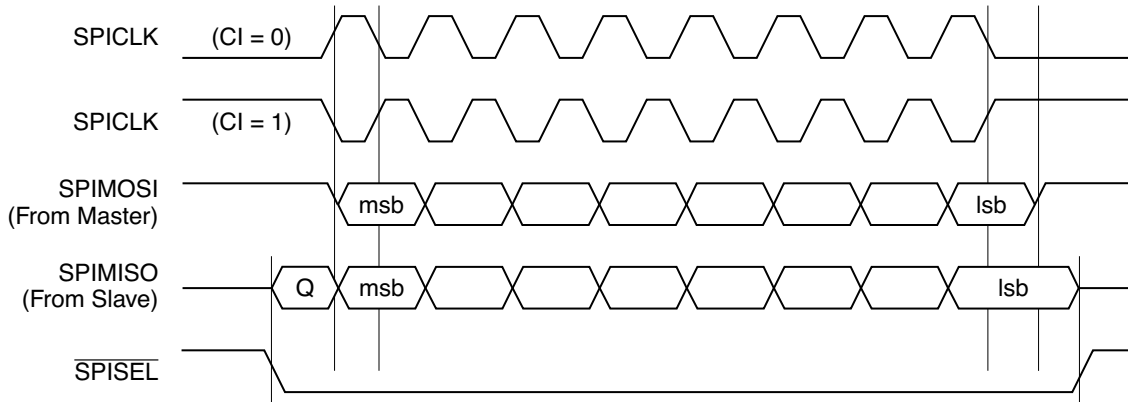 SPICLK (CI = 0)
SPICLK (CI = 1)
SPIMOSI
(From Master)
msb lsb
SPIMISO
(From Slave)
Q msb lsb
SPISEL